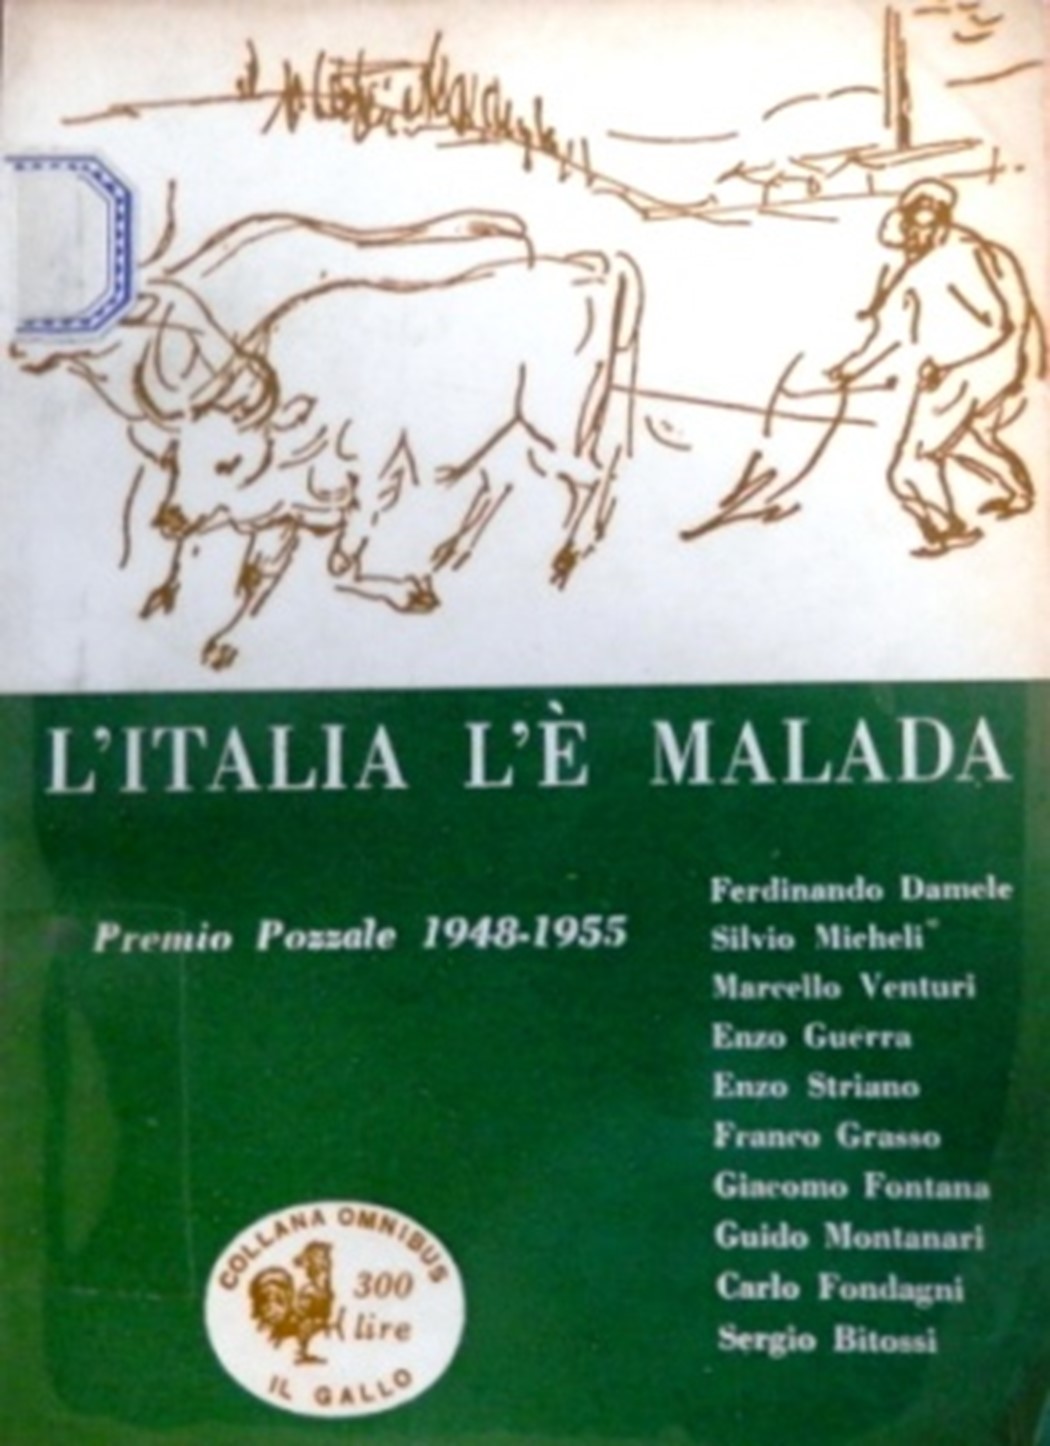 L'ITALIA L'È MALADA
Premio Pozzale 1948-1955
Ferdinando Damele
Silvio Micheli
Marcello Venturi
Enzo Guerra
Enzo Striano
Franco Grasso
Giacomo Fontana
Guido Montanari
Carlo Fondagni
Sergio Bitossi
COLLANA OMNIBUS
300
lire
IL GALLO